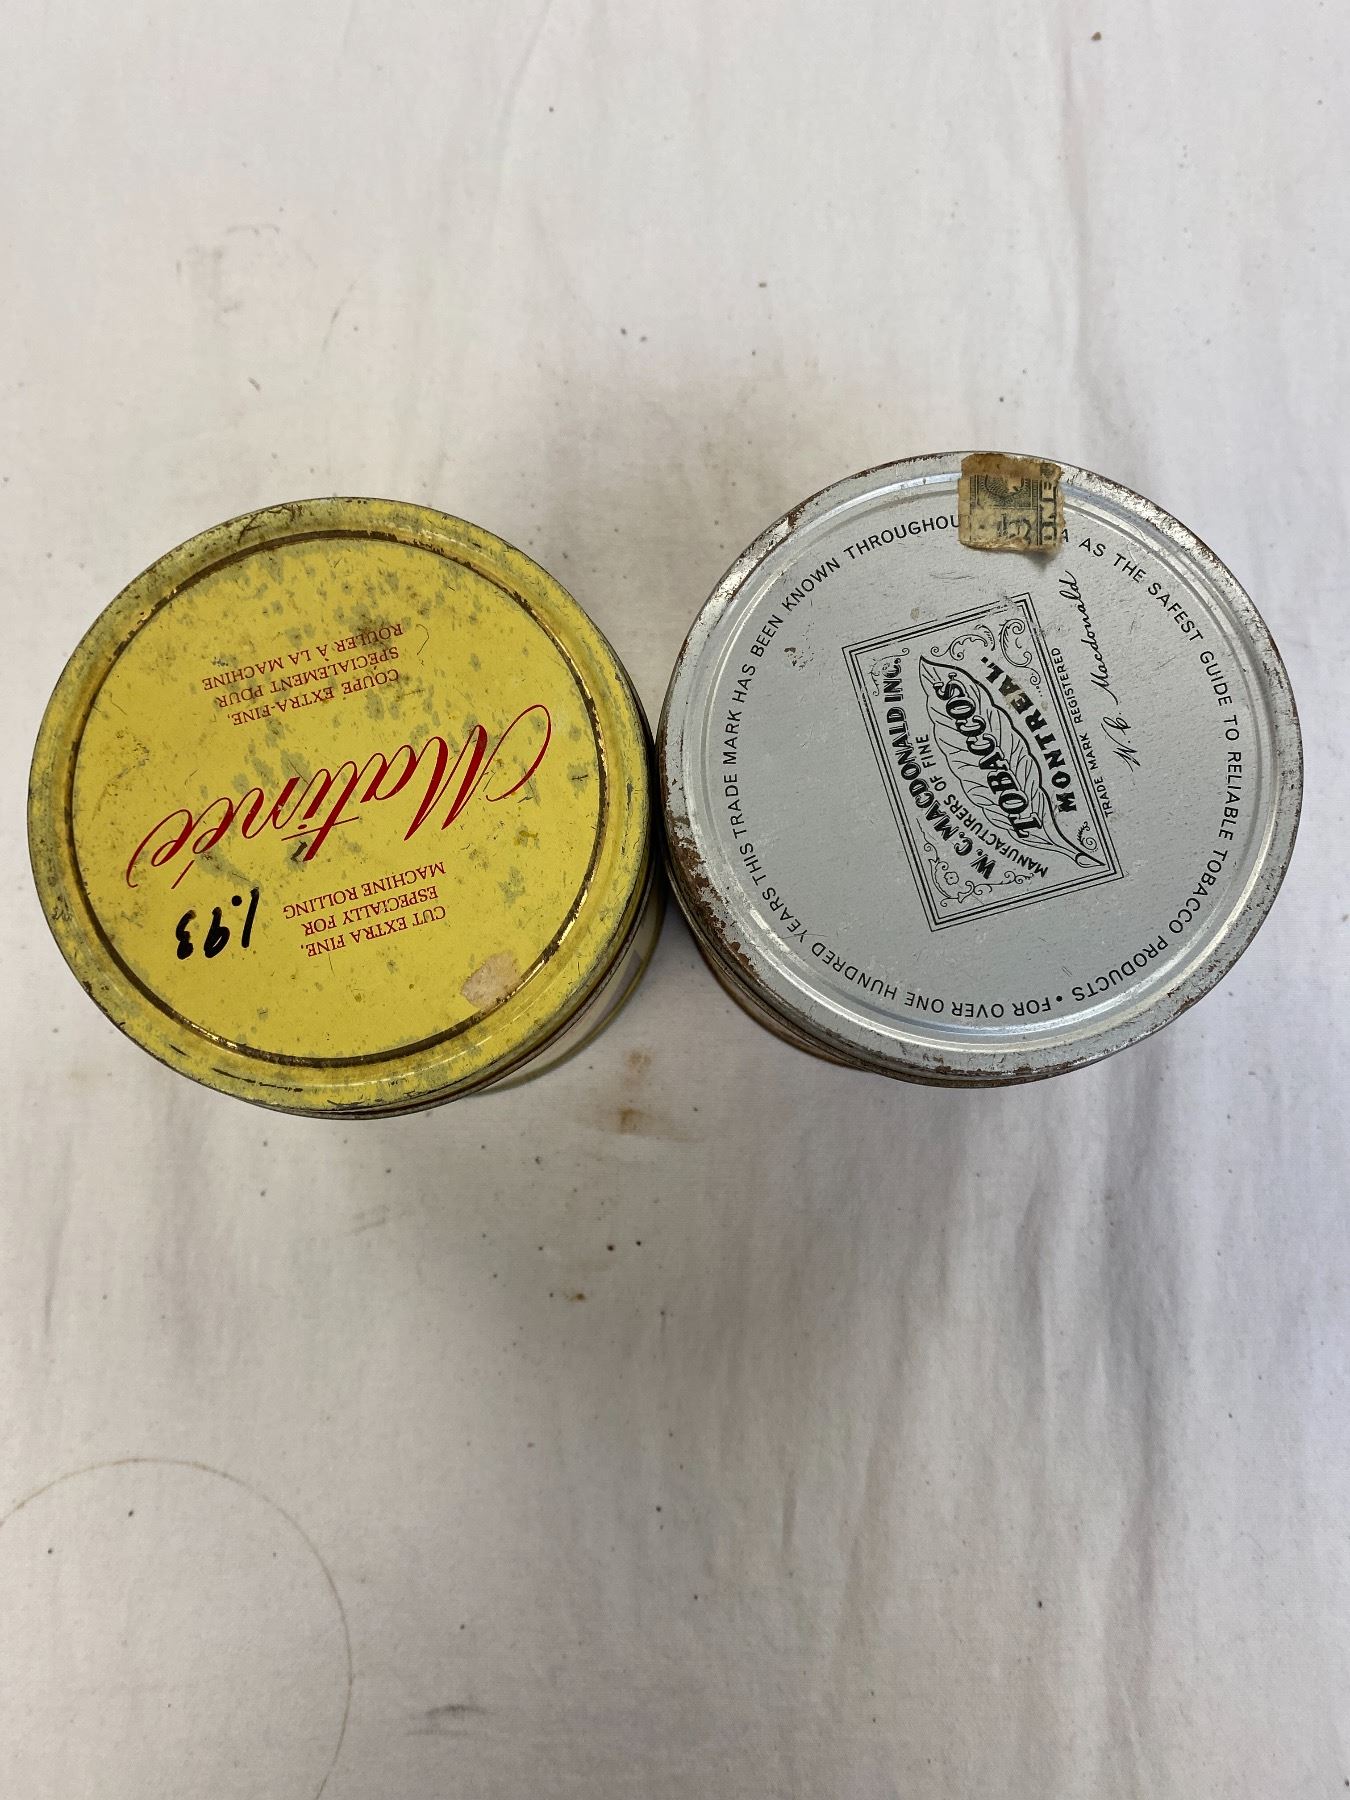 CUT EXTRA FINE,
ESPECIALLY FOR
MACHINE ROLLING
1.93
Matinée
COUPE EXTRA-FINE,
SPECIALEMENT POUR
ROULER À LA MACHINE
FOR OVER ONE HUNDRED YEARS THIS TRADE MARK HAS BEEN KNOWN THROUGHOU A AS THE SAFEST GUIDE TO RELIABLE TOBACCO PRODUCTS •
W. C. MACDONALD INC.
MANUFACTURERS OF FINE
TOBACCOS.
MONTREAL.
TRADE MARK REGISTERED
W C Macdonald